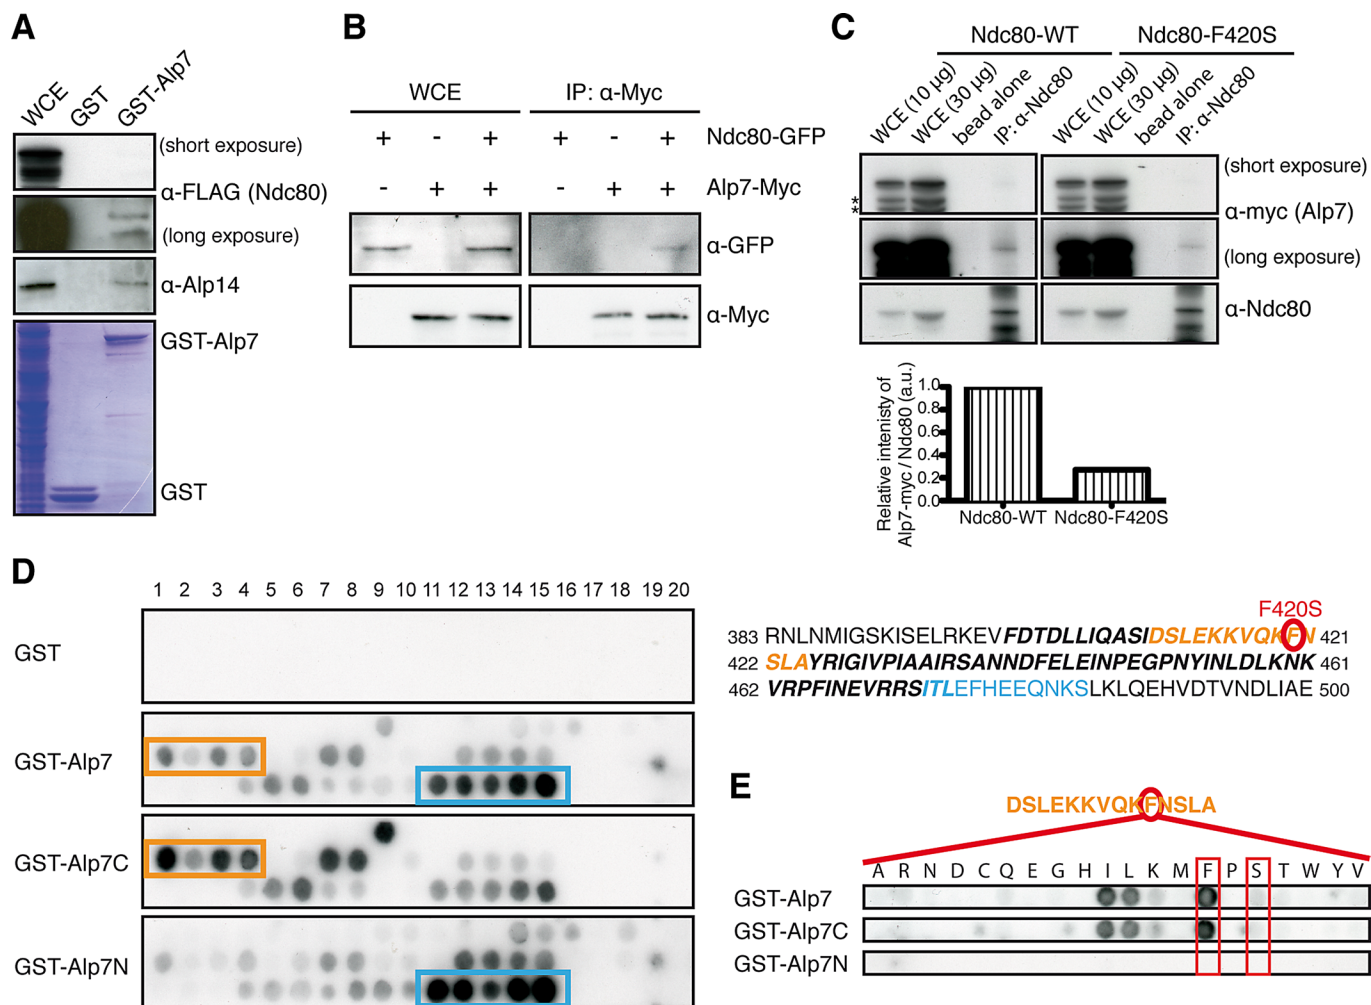 A
WCE
GST
GST-Alp7
(short exposure)
α-FLAG (Ndc80)
(long exposure)
α-Alp14
GST-Alp7
GST
B
WCE
IP: α-Myc
+ - + + - + Ndc80-GFP
- + + - + + Alp7-Myc
α-GFP
α-Myc
C
Ndc80-WT
Ndc80-F420S
WCE (10 µg)
WCE (30 µg)
bead alone
IP: α-Ndc80
WCE (10 µg)
WCE (30 µg)
bead alone
IP: α-Ndc80
(short exposure)
*
*
α-myc (Alp7)
(long exposure)
α-Ndc80
Relative intenisty of
Alp7-myc / Ndc80 (a.u.)
1.0
0.8
0.6
0.4
0.2
0.0
Ndc80-WT Ndc80-F420S
D
1 2 3 4 5 6 7 8 9 10 11 12 13 14 15 16 17 18 19 20
GST
GST-Alp7
GST-Alp7C
GST-Alp7N
F420S
383 RNLNMIGSKISELRKEVFDTDLLIQASIDSLEKKVQKFN 421
422 SLAYRIGIVPIAAIRSANNDFELEINPEGPNYINLDLKNK 461
462 VRPFINEVRRSITLEFHEEQNKSLKLQEHVDTVNDLIAE 500
E
DSLEKKVQKFNSLA
A R N D C Q E G H I L K M F P S T W Y V
GST-Alp7
GST-Alp7C
GST-Alp7N